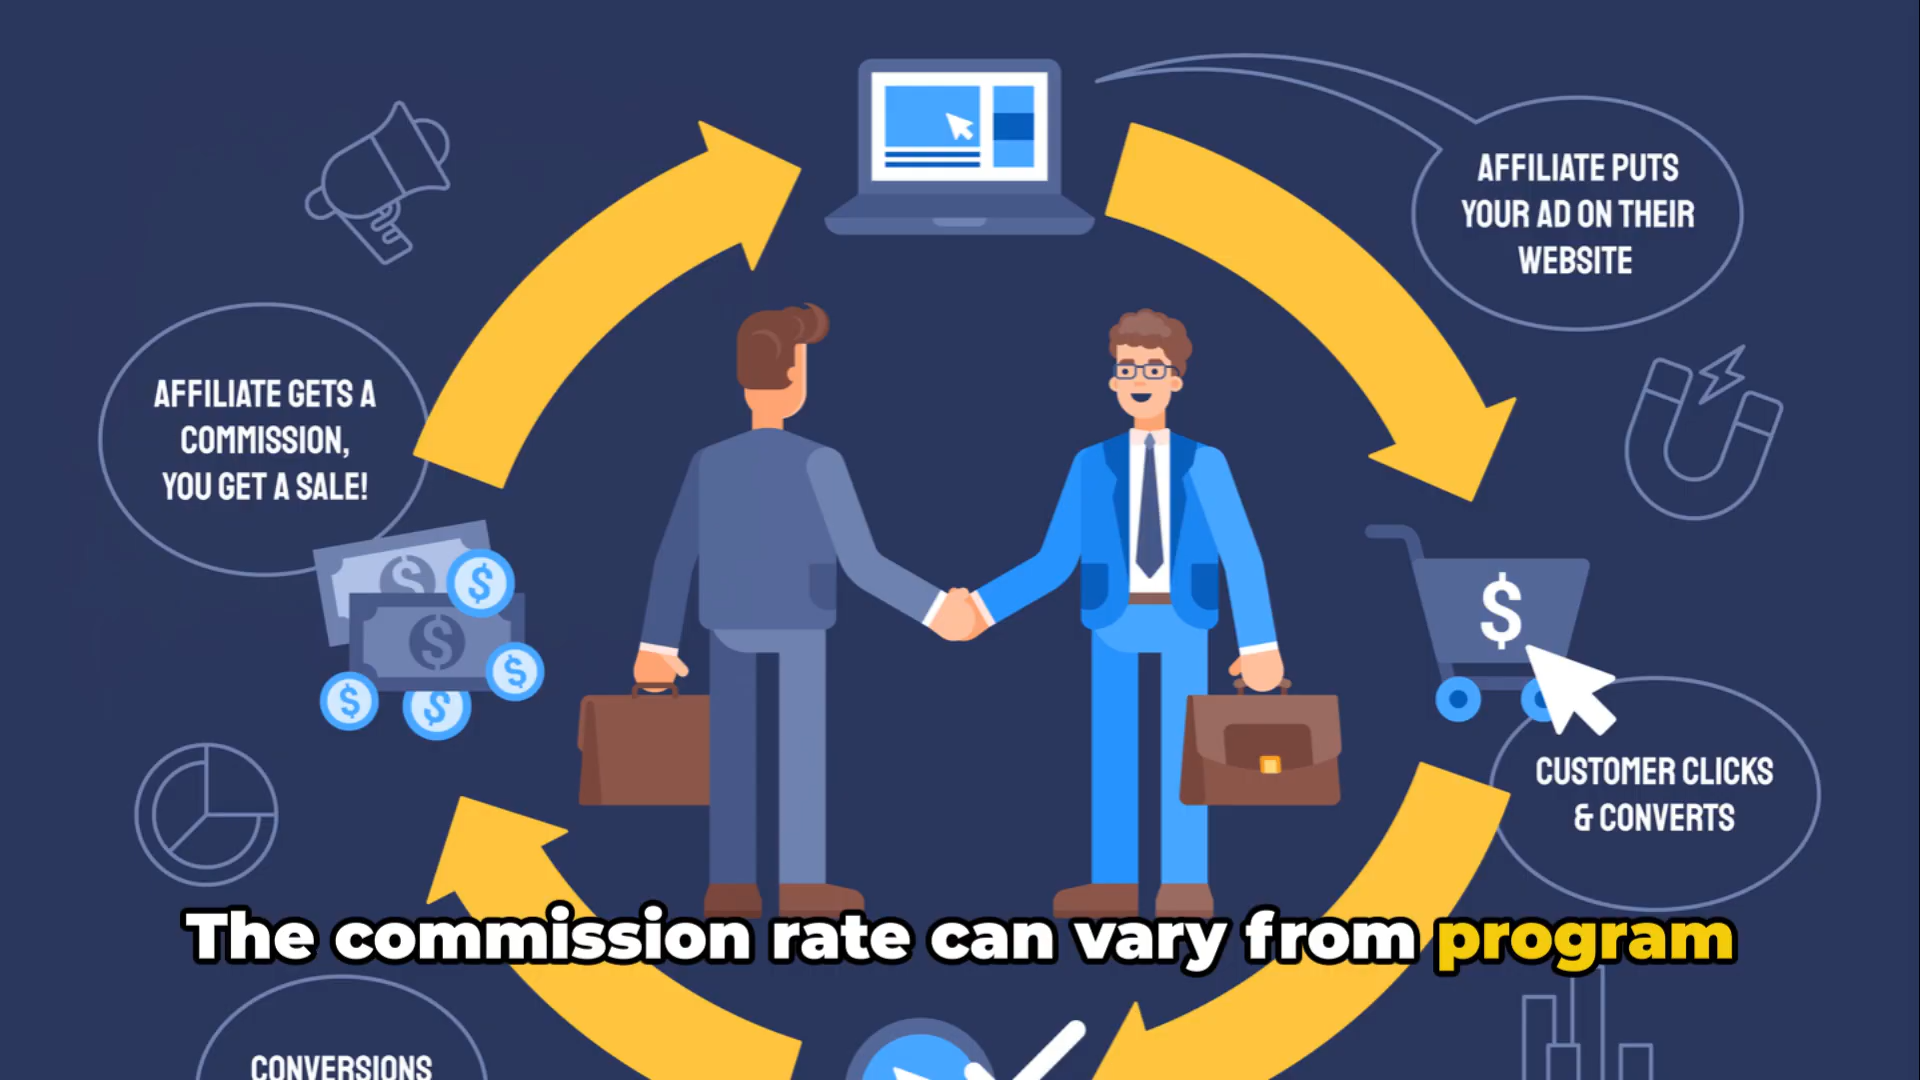 AFFILIATE PUTS
YOUR AD ON THEIR
WEBSITE
AFFILIATE GETS A
COMMISSION,
YOU GET A SALE!
$
$
$
$
$
$
$
CUSTOMER CLICKS
& CONVERTS
The commission rate can vary from program
CONVERSIONS